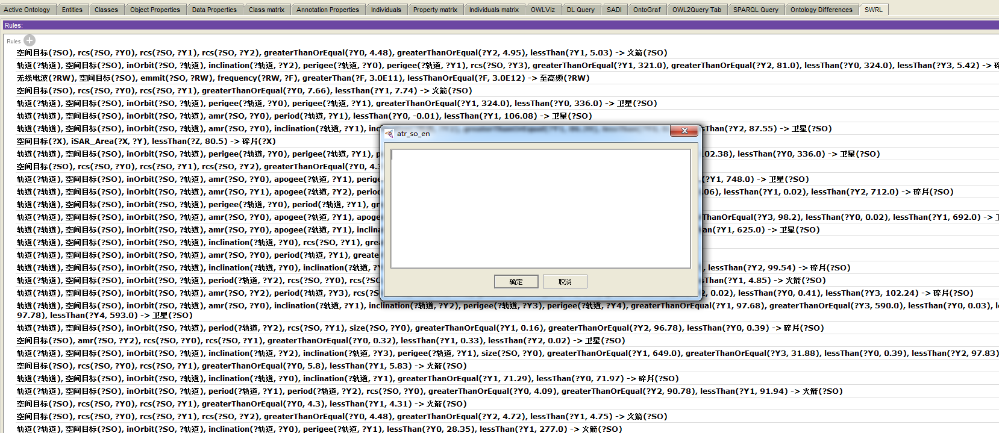 Active Ontology Entities Classes Object Properties Data Properties Class matrix Annotation Properties Individuals Property matrix Individuals matrix OWLViz DL Query SADI OntoGraf OWL2Query Tab SPARQL Query Ontology Differences SWRL
Rules:
Rules
空间目标(?SO), rcs(?SO, ?Y0), rcs(?SO, ?Y1), rcs(?SO, ?Y2), greaterThanOrEqual(?Y0, 4.48), greaterThanOrEqual(?Y2, 4.95), lessThan(?Y1, 5.03) -> 火箭(?SO)
轨道(?轨道), 空间目标(?SO), inOrbit(?SO, ?轨道), inclination(?轨道, ?Y2), perigee(?轨道, ?Y0), perigee(?轨道, ?Y1), rcs(?SO, ?Y3), greaterThanOrEqual(?Y1, 321.0), greaterThanOrEqual(?Y2, 81.0), lessThan(?Y0, 324.0), lessThan(?Y3, 5.42) ->
无线电波(?RW), 空间目标(?SO), emmit(?SO, ?RW), frequency(?RW, ?F), greaterThan(?F, 3.0E11), lessThanOrEqual(?F, 3.0E12) -> 至高频(?RW)
空间目标(?SO), rcs(?SO, ?Y0), rcs(?SO, ?Y1), greaterThanOrEqual(?Y0, 7.66), lessThan(?Y1, 7.74) -> 火箭(?SO)
轨道(?轨道), 空间目标(?SO), inOrbit(?SO, ?轨道), perigee(?轨道, ?Y0), perigee(?轨道, ?Y1), greaterThanOrEqual(?Y1, 324.0), lessThan(?Y0, 336.0) -> 卫星(?SO)
轨道(?轨道), 空间目标(?SO), inOrbit(?SO, ?轨道), amr(?SO, ?Y0), period(?轨道, ?Y1), lessThan(?Y0, -0.01), lessThan(?Y1, 106.08) -> 卫星(?SO)
轨道(?轨道), 空间目标(?SO), inOrbit(?SO, ?轨道), amr(?SO, ?Y0), inclination(?轨道, ?Y1), Than(?Y2, 87.55) -> 卫星(?SO)
atr_so_en
空间目标(?X), iSAR_Area(?X, ?Y), lessThan(?Z, 80.5) -> 碎片(?X)
轨道(?轨道), 空间目标(?SO), inOrbit(?SO, ?轨道), perigee(?轨道, ?Y0), perigee(?轨道, ?Y1), 02.38), lessThan(?Y0, 336.0) -> 卫星(?SO)
空间目标(?SO), rcs(?SO, ?Y0), rcs(?SO, ?Y1), rcs(?SO, ?Y2), greaterThanOrEqual(?Y0, 4.3
轨道(?轨道), 空间目标(?SO), inOrbit(?SO, ?轨道), amr(?SO, ?Y0), apogee(?轨道, ?Y1), perige (?Y1, 748.0) -> 卫星(?SO)
轨道(?轨道), 空间目标(?SO), inOrbit(?SO, ?轨道), amr(?SO, ?Y1), apogee(?轨道, ?Y2), period .06), lessThan(?Y1, 0.02), lessThan(?Y2, 712.0) -> 碎片(?SO)
轨道(?轨道), 空间目标(?SO), inOrbit(?SO, ?轨道), perigee(?轨道, ?Y0), period(?轨道, ?Y1), gr
轨道(?轨道), 空间目标(?SO), inOrbit(?SO, ?轨道), amr(?SO, ?Y0), apogee(?轨道, ?Y1), apoge ThanOrEqual(?Y3, 98.2), lessThan(?Y0, 0.02), lessThan(?Y1, 692.0) ->
轨道(?轨道), 空间目标(?SO), inOrbit(?SO, ?轨道), amr(?SO, ?Y0), apogee(?轨道, ?Y1), inclina an(?Y1, 625.0) -> 卫星(?SO)
轨道(?轨道), 空间目标(?SO), inOrbit(?SO, ?轨道), inclination(?轨道, ?Y0), rcs(?SO, ?Y1), grea
轨道(?轨道), 空间目标(?SO), inOrbit(?SO, ?轨道), amr(?SO, ?Y0), period(?轨道, ?Y1), greate
轨道(?轨道), 空间目标(?SO), inOrbit(?SO, ?轨道), inclination(?轨道, ?Y0), inclination(?轨道, ?Y , lessThan(?Y2, 99.54) -> 碎片(?SO)
轨道(?轨道), 空间目标(?SO), inOrbit(?SO, ?轨道), period(?轨道, ?Y2), rcs(?SO, ?Y0), rcs(?SO sThan(?Y1, 4.85) -> 火箭(?SO)
确定 取消
轨道(?轨道), 空间目标(?SO), inOrbit(?SO, ?轨道), amr(?SO, ?Y2), period(?轨道, ?Y3), rcs(?S 2, 0.02), lessThan(?Y0, 0.41), lessThan(?Y3, 102.24) -> 碎片(?SO)
轨道(?轨道), 空间目标(?SO), inOrbit(?SO, ?轨道), amr(?SO, ?Y0), inclination(?轨道, ?Y1), inclination(?轨道, ?Y2), perigee(?轨道, ?Y3), perigee(?轨道, ?Y4), greaterThanOrEqual(?Y1, 97.68), greaterThanOrEqual(?Y3, 590.0), lessThan(?Y0, 0.03), l
97.78), lessThan(?Y4, 593.0) -> 卫星(?SO)
轨道(?轨道), 空间目标(?SO), inOrbit(?SO, ?轨道), period(?轨道, ?Y2), rcs(?SO, ?Y1), size(?SO, ?Y0), greaterThanOrEqual(?Y1, 0.16), greaterThanOrEqual(?Y2, 96.78), lessThan(?Y0, 0.39) -> 碎片(?SO)
空间目标(?SO), amr(?SO, ?Y2), rcs(?SO, ?Y0), rcs(?SO, ?Y1), greaterThanOrEqual(?Y0, 0.32), lessThan(?Y1, 0.33), lessThan(?Y2, 0.02) -> 卫星(?SO)
轨道(?轨道), 空间目标(?SO), inOrbit(?SO, ?轨道), inclination(?轨道, ?Y2), inclination(?轨道, ?Y3), perigee(?轨道, ?Y1), size(?SO, ?Y0), greaterThanOrEqual(?Y1, 649.0), greaterThanOrEqual(?Y3, 31.88), lessThan(?Y0, 0.39), lessThan(?Y2, 97.83)
空间目标(?SO), rcs(?SO, ?Y0), rcs(?SO, ?Y1), greaterThanOrEqual(?Y0, 5.8), lessThan(?Y1, 5.83) -> 火箭(?SO)
轨道(?轨道), 空间目标(?SO), inOrbit(?SO, ?轨道), inclination(?轨道, ?Y0), inclination(?轨道, ?Y1), greaterThanOrEqual(?Y1, 71.29), lessThan(?Y0, 71.97) -> 碎片(?SO)
轨道(?轨道), 空间目标(?SO), inOrbit(?SO, ?轨道), period(?轨道, ?Y1), period(?轨道, ?Y2), rcs(?SO, ?Y0), greaterThanOrEqual(?Y0, 4.09), greaterThanOrEqual(?Y2, 90.78), lessThan(?Y1, 91.94) -> 火箭(?SO)
空间目标(?SO), rcs(?SO, ?Y0), rcs(?SO, ?Y1), greaterThanOrEqual(?Y0, 4.3), lessThan(?Y1, 4.31) -> 火箭(?SO)
空间目标(?SO), rcs(?SO, ?Y0), rcs(?SO, ?Y1), rcs(?SO, ?Y2), greaterThanOrEqual(?Y0, 4.48), greaterThanOrEqual(?Y2, 4.72), lessThan(?Y1, 4.75) -> 火箭(?SO)
轨道(?轨道), 空间目标(?SO), inOrbit(?SO, ?轨道), inclination(?轨道, ?Y0), perigee(?轨道, ?Y1), lessThan(?Y0, 28.35), lessThan(?Y1, 277.0) -> 火箭(?SO)